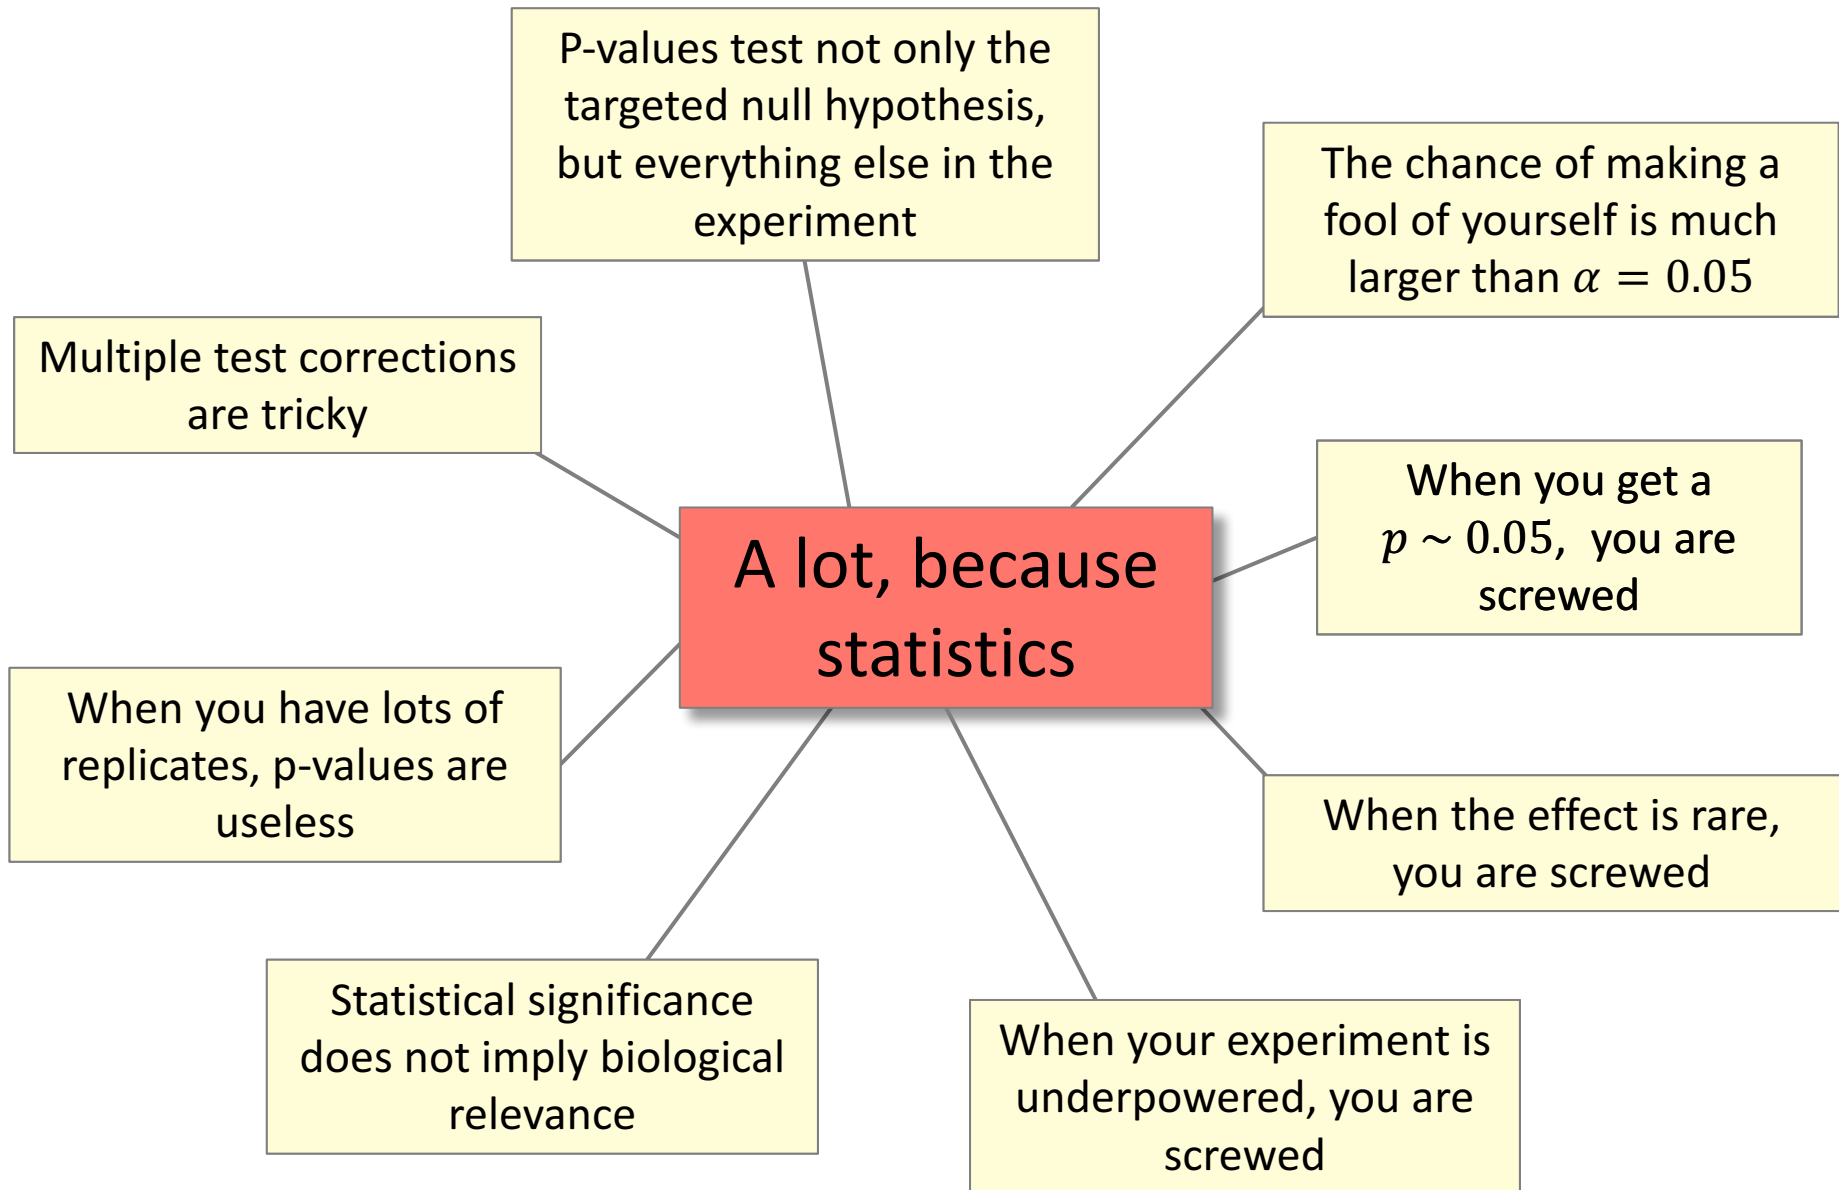 P-values test not only the
targeted null hypothesis,
but everything else in the
experiment
The chance of making a
fool of yourself is much
larger than α = 0.05
Multiple test corrections
are tricky
When you get a
p ~ 0.05, you are
screwed
A lot, because
statistics
When you have lots of
replicates, p-values are
useless
When the effect is rare,
you are screwed
Statistical significance
does not imply biological
relevance
When your experiment is
underpowered, you are
screwed